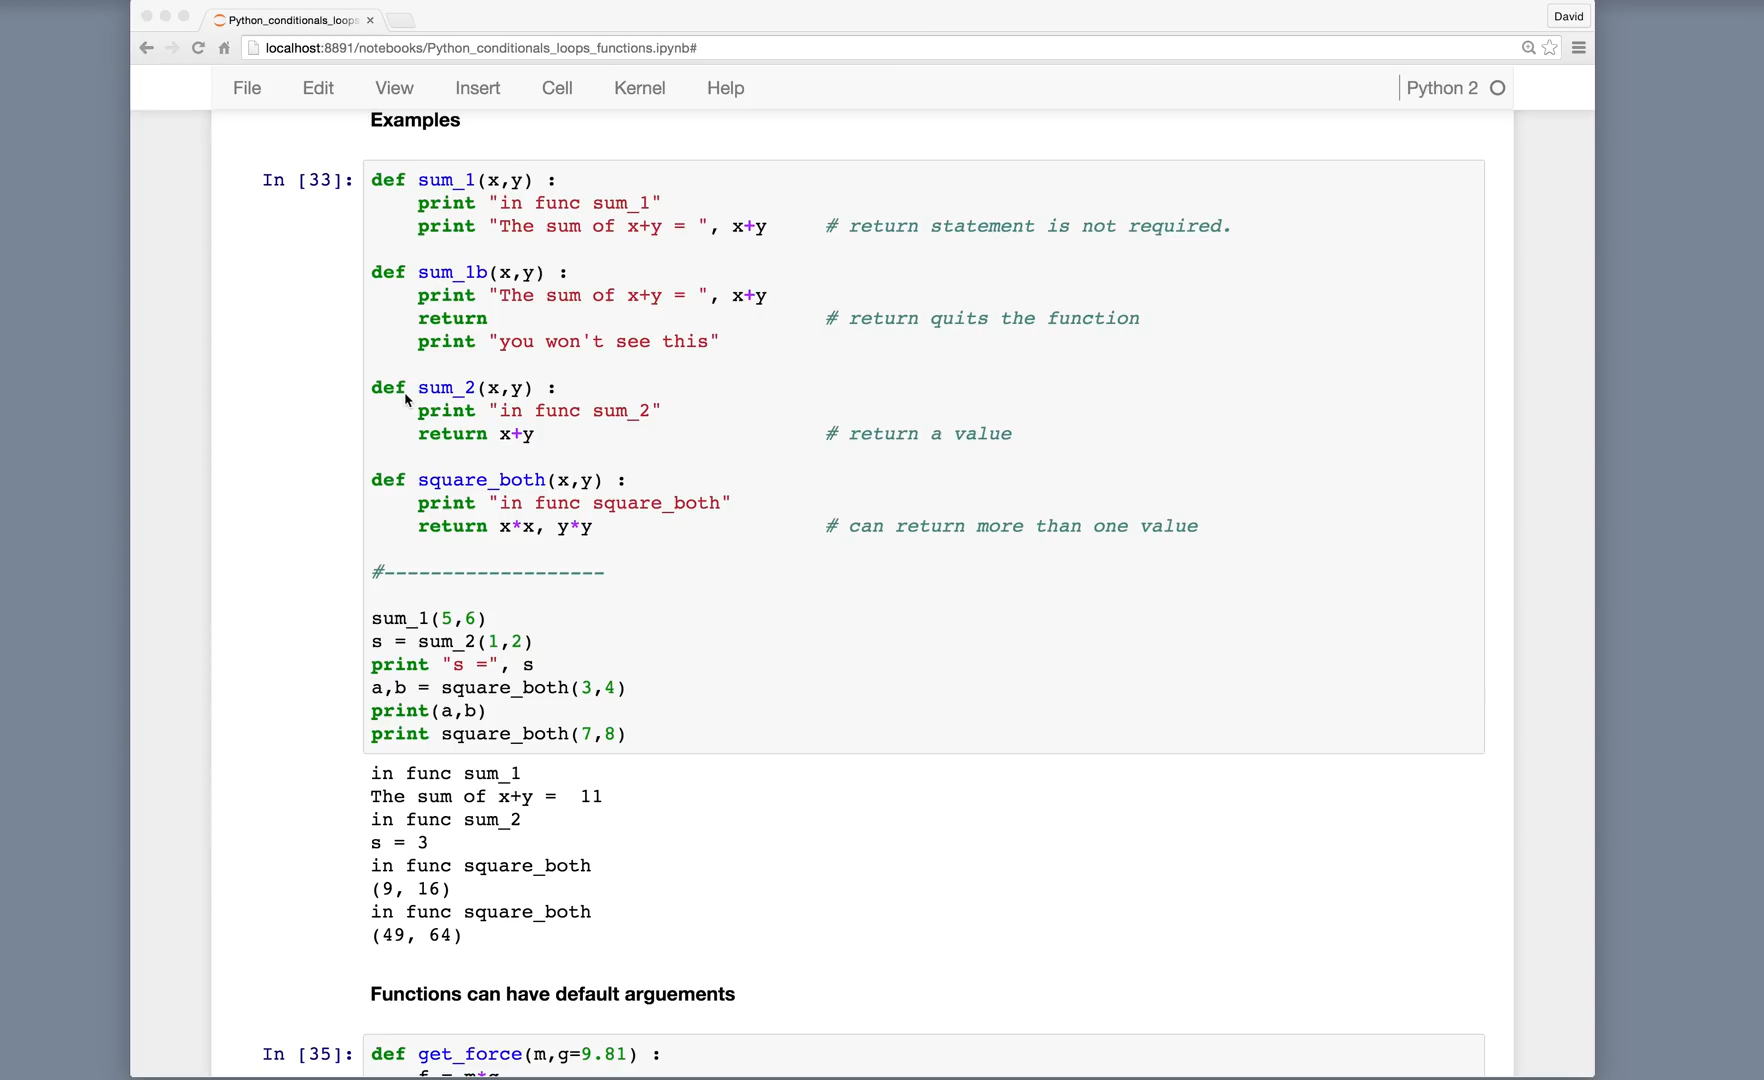 Python_conditionals_loops
David
localhost:8891/notebooks/Python_conditionals_loops_functions.ipynb#
File Edit View Insert Cell Kernel Help Python 2
Examples
In [33]:
def sum_1(x,y) :
    print "in func sum_1"
    print "The sum of x+y = ", x+y     # return statement is not required.
def sum_1b(x,y) :
    print "The sum of x+y = ", x+y
    return                             # return quits the function
    print "you won't see this"
def sum_2(x,y) :
    print "in func sum_2"
    return x+y                         # return a value
def square_both(x,y) :
    print "in func square_both"
    return x*x, y*y                    # can return more than one value
#-------------------
sum_1(5,6)
s = sum_2(1,2)
print "s =", s
a,b = square_both(3,4)
print(a,b)
print square_both(7,8)
in func sum_1
The sum of x+y =  11
in func sum_2
s = 3
in func square_both
(9, 16)
in func square_both
(49, 64)
Functions can have default arguements
In [35]:
def get_force(m,g=9.81) :
    f = m*g